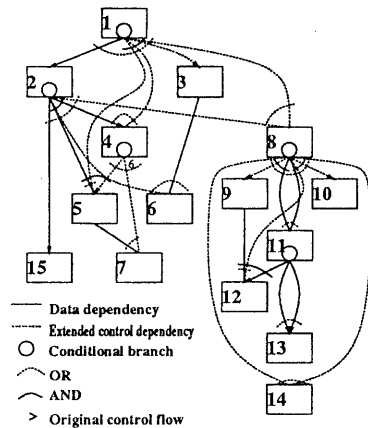 1
2
3
4
8
6
9
10
5
6
11
15
7
12
13
14
Data dependency
Extended control dependency
Conditional branch
OR
AND
Original control flow